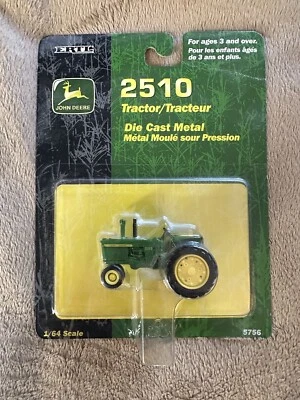 ERTL
For ages 3 and over.
Pour les enfants âgés
de 3 ans et plus.
JOHN DEERE
2510
Tractor/Tracteur
Die Cast Metal
Métal Moulé sour Pression
1/64 Scale
5756